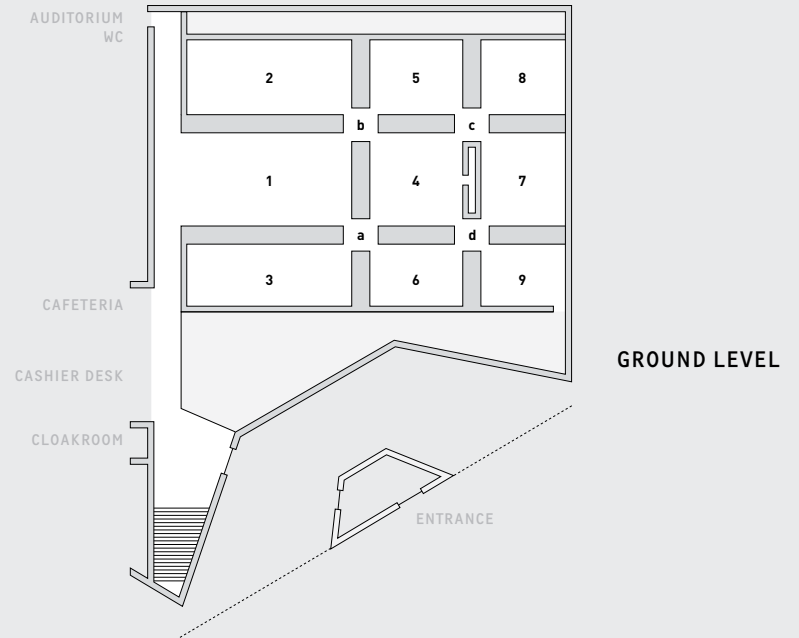 AUDITORIUM
WC
2
5
8
b
c
1
4
7
a
d
3
6
9
CAFETERIA
GROUND LEVEL
CASHIER DESK
CLOAKROOM
ENTRANCE